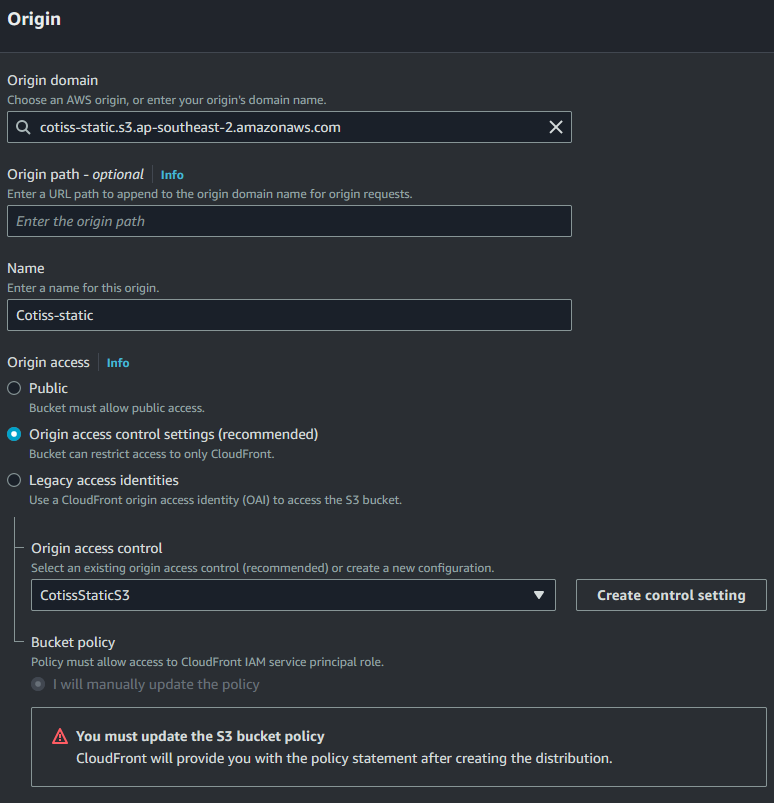 Origin
Origin domain
Choose an AWS origin, or enter your origin's domain name.
cotiss-static.s3.ap-southeast-2.amazonaws.com
Origin path - optional Info
Enter a URL path to append to the origin domain name for origin requests.
Enter the origin path
Name
Enter a name for this origin.
Cotiss-static
Origin access Info
Public
Bucket must allow public access.
Origin access control settings (recommended)
Bucket can restrict access to only CloudFront.
Legacy access identities
Use a CloudFront origin access identity (OAI) to access the S3 bucket.
Origin access control
Select an existing origin access control (recommended) or create a new configuration.
CotissStaticS3 Create control setting
Bucket policy
Policy must allow access to CloudFront IAM service principal role.
I will manually update the policy
You must update the S3 bucket policy
CloudFront will provide you with the policy statement after creating the distribution.